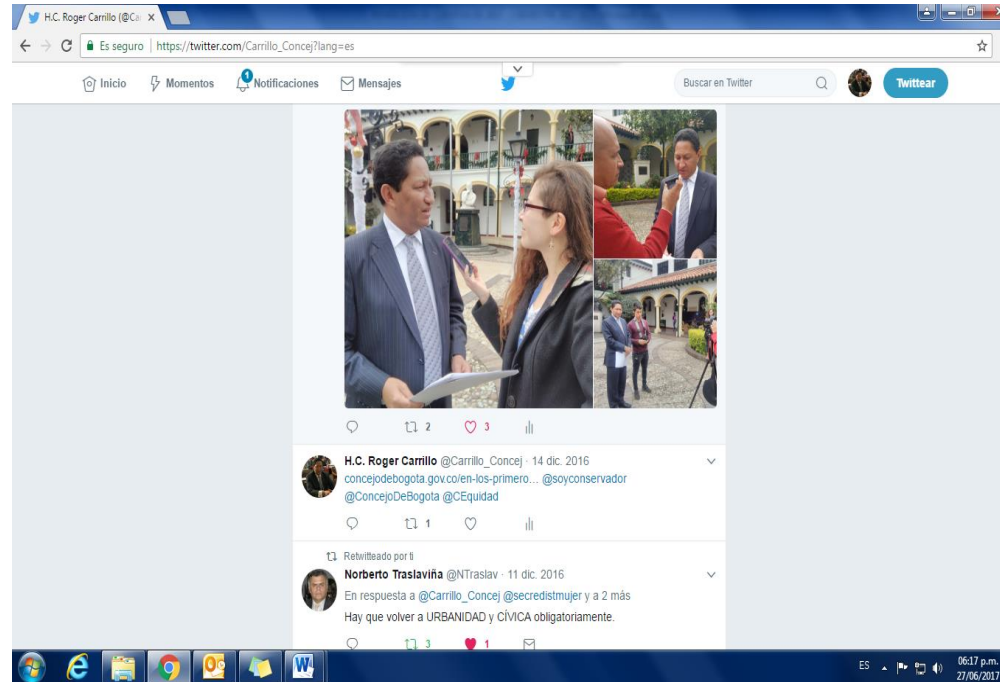 H.C. Roger Carrillo (@Ca
Es seguro | https://twitter.com/Carrillo_Concej?lang=es
Inicio Momentos 1 Notificaciones Mensajes Buscar en Twitter Twittear
2 3
H.C. Roger Carrillo @Carrillo_Concej · 14 dic. 2016
concejodebogota.gov.co/en-los-primero... @soyconservador
@ConcejoDeBogota @CEquidad
1
Retwitteado por ti
Norberto Traslaviña @NTraslav · 11 dic. 2016
En respuesta a @Carrillo_Concej @secredistmujer y a 2 más
Hay que volver a URBANIDAD y CÍVICA obligatoriamente.
3 1
ES 06:17 p.m.
27/06/2017